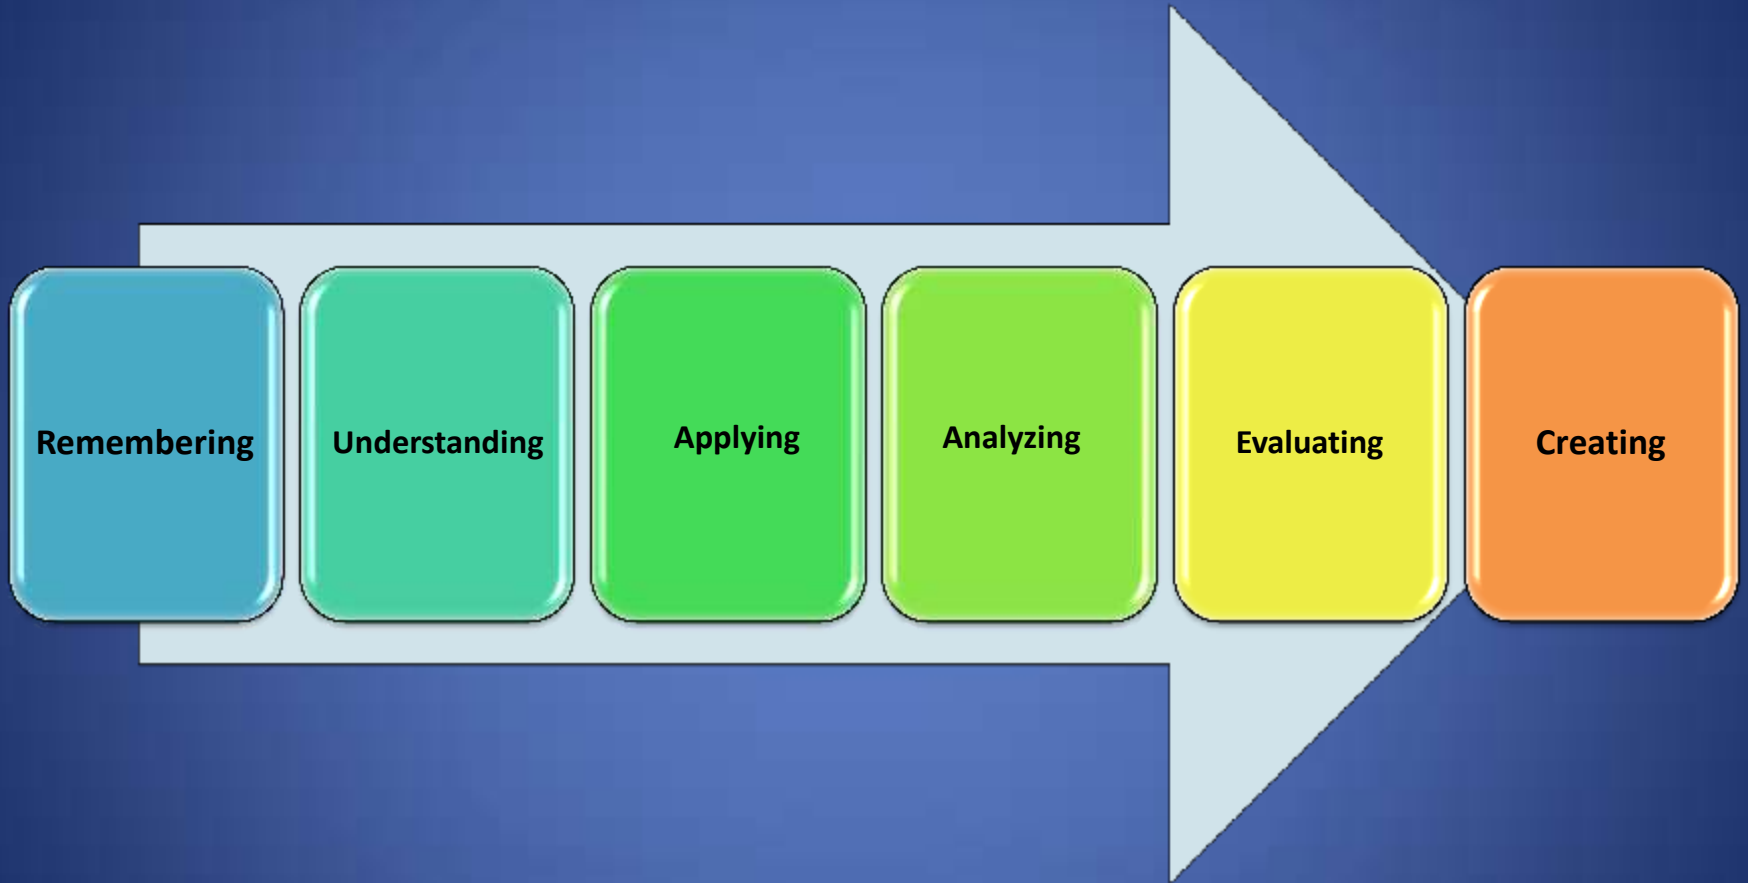 Remembering
Understanding
Applying
Analyzing
Evaluating
Creating